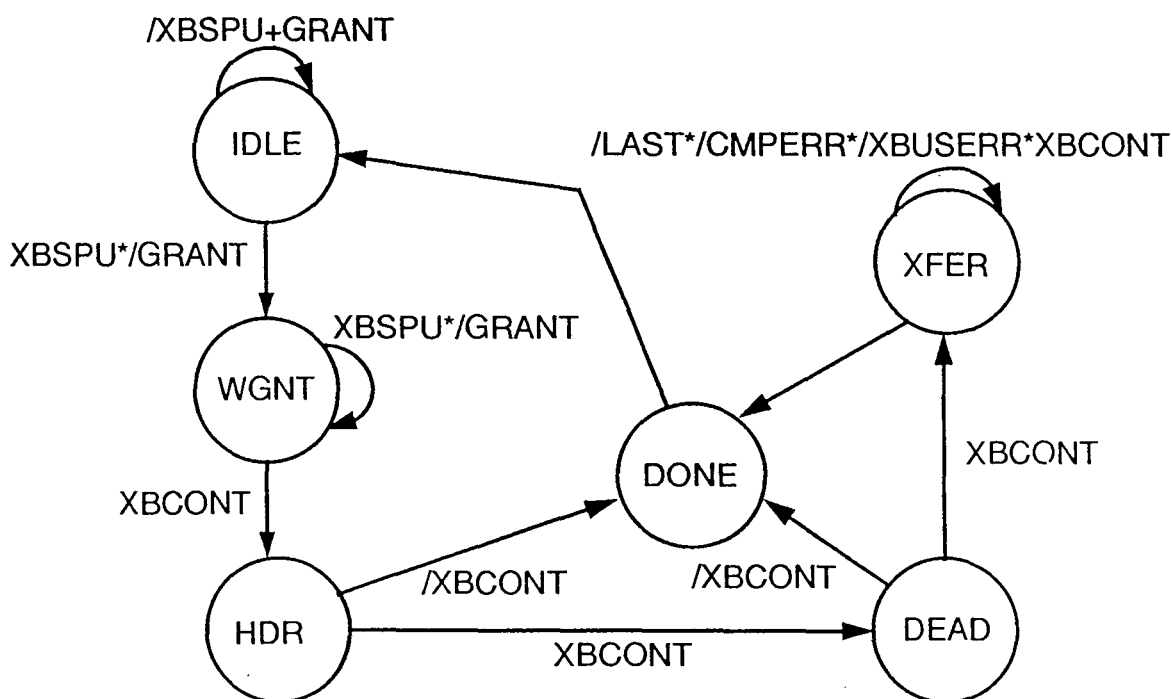 /XBSPU+GRANT
IDLE
/LAST*/CMPERR*/XBUSERR*XBCONT
XFER
XBSPU*/GRANT
XBSPU*/GRANT
WGNT
XBCONT
DONE
XBCONT
/XBCONT
/XBCONT
HDR
DEAD
XBCONT